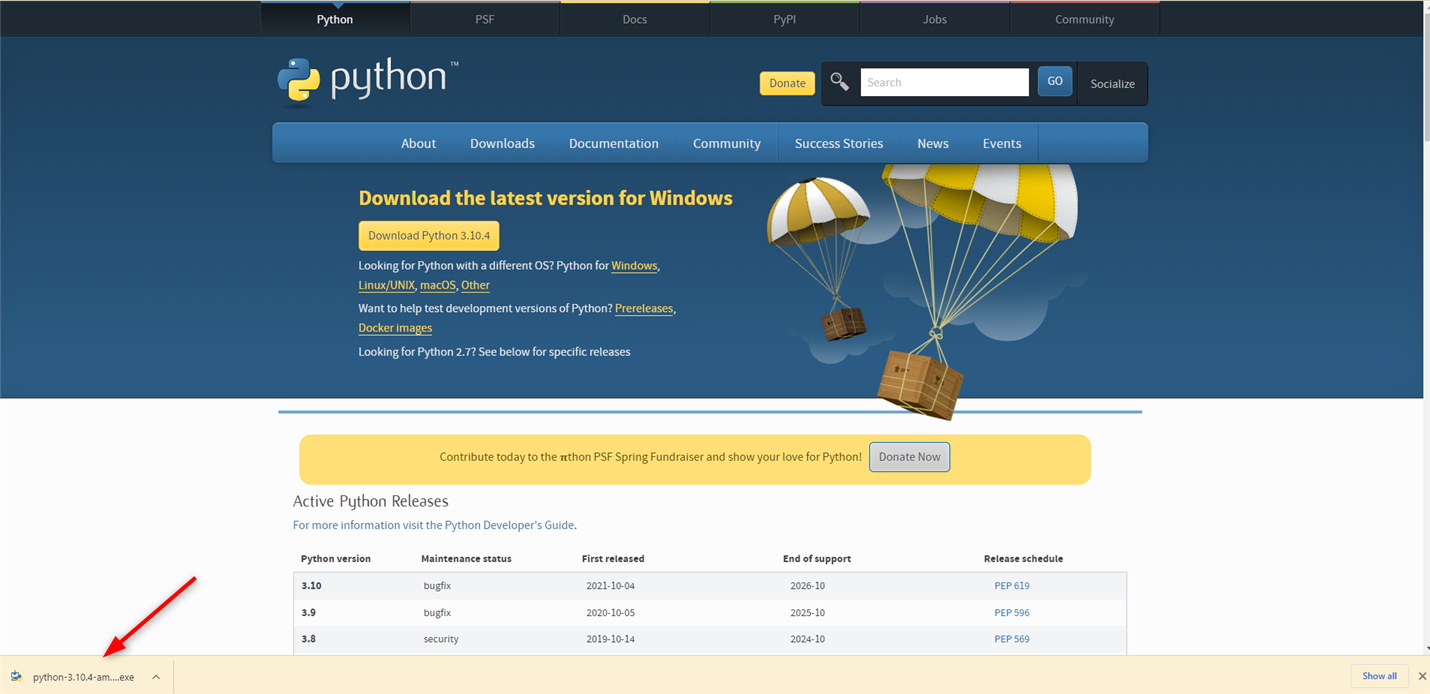 Python PSF Docs PyPI Jobs Community
python™
Donate Search GO Socialize
About Downloads Documentation Community Success Stories News Events
Download the latest version for Windows
Download Python 3.10.4
Looking for Python with a different OS? Python for Windows,
Linux/UNIX, macOS, Other
Want to help test development versions of Python? Prereleases,
Docker images
Looking for Python 2.7? See below for specific releases
Contribute today to the πthon PSF Spring Fundraiser and show your love for Python! Donate Now
Active Python Releases
For more information visit the Python Developer's Guide.
Python version Maintenance status First released End of support Release schedule
3.10 bugfix 2021-10-04 2026-10 PEP 619
3.9 bugfix 2020-10-05 2025-10 PEP 596
3.8 security 2019-10-14 2024-10 PEP 569
python-3.10.4-am....exe Show all